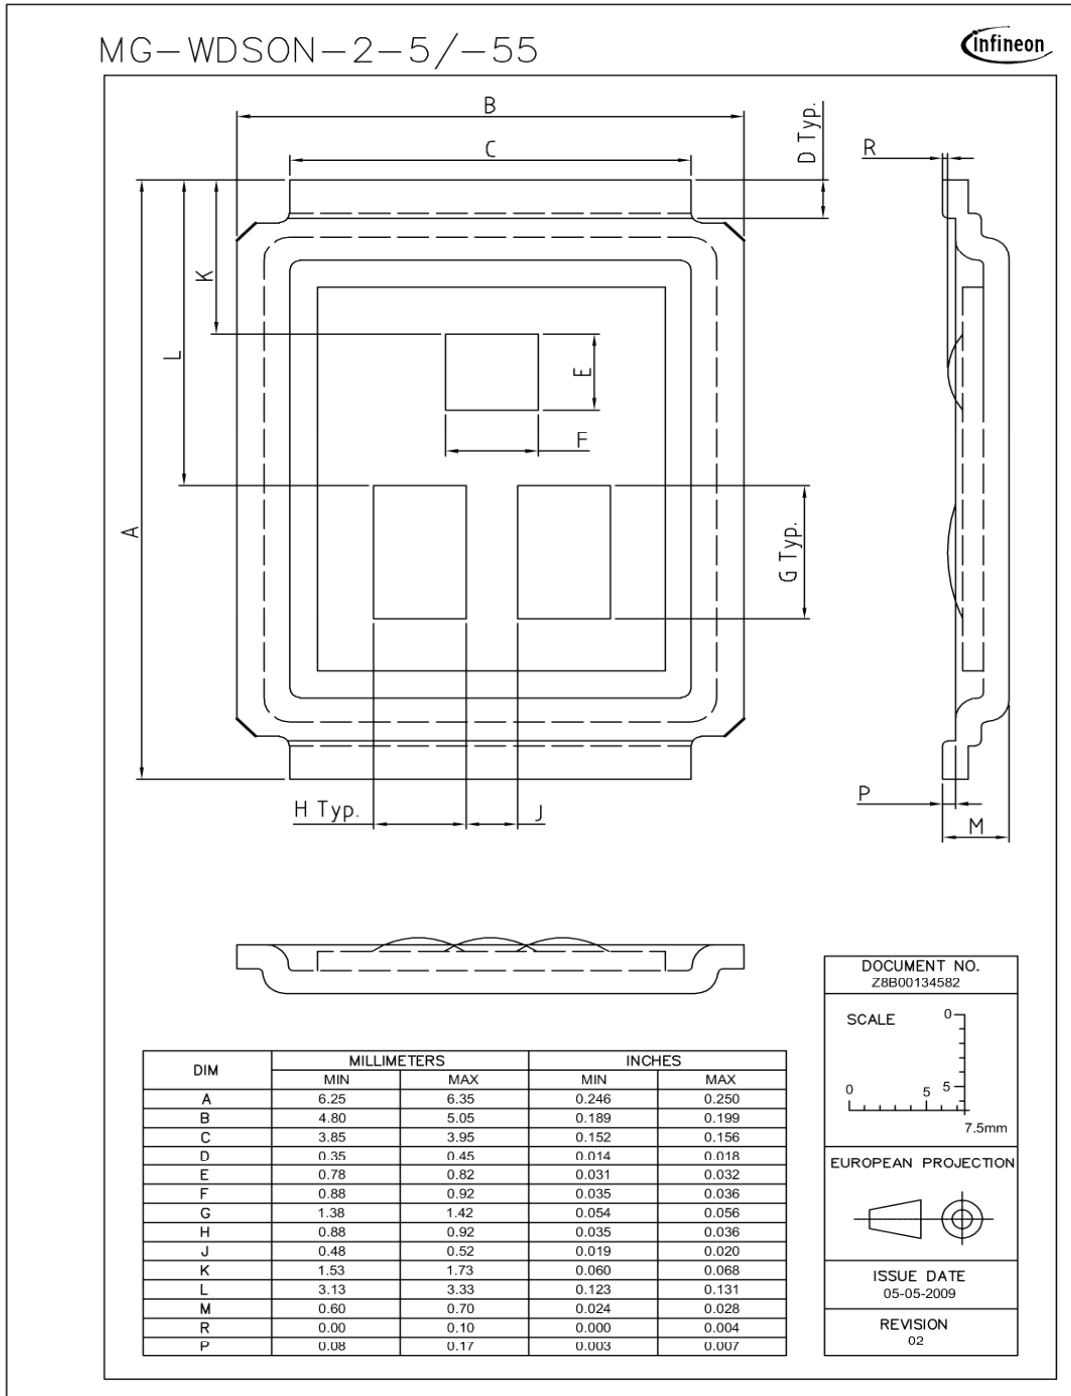 MG-WDSON-2-5/-55
infineon
B
C
D Typ.
R
K
L
E
F
A
G Typ.
H Typ.
J
P
M
DIM MILLIMETERS INCHES
MIN MAX MIN MAX
A 6.25 6.35 0.246 0.250
B 4.80 5.05 0.189 0.199
C 3.85 3.95 0.152 0.156
D 0.35 0.45 0.014 0.018
E 0.78 0.82 0.031 0.032
F 0.88 0.92 0.035 0.036
G 1.38 1.42 0.054 0.056
H 0.88 0.92 0.035 0.036
J 0.48 0.52 0.019 0.020
K 1.53 1.73 0.060 0.068
L 3.13 3.33 0.123 0.131
M 0.60 0.70 0.024 0.028
R 0.00 0.10 0.000 0.004
P 0.08 0.17 0.003 0.007
DOCUMENT NO.
Z8B00134582
SCALE 0
0 5 5
7.5mm
EUROPEAN PROJECTION
ISSUE DATE
05-05-2009
REVISION
02